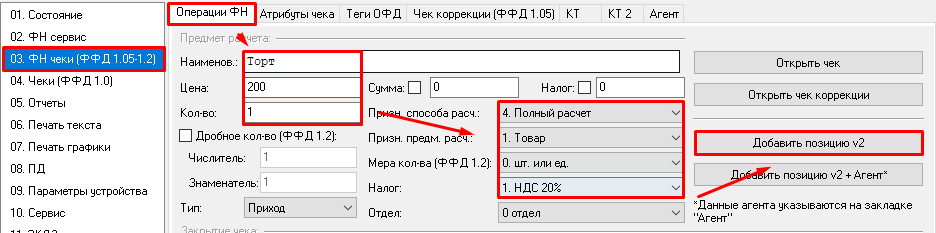 01. Состояние
02. ФН сервис
03. ФН чеки (ФФД 1.05-1.2)
04. Чеки (ФФД 1.0)
05. Отчеты
06. Печать текста
07. Печать графики
08. ПД
09. Параметры устройства
10. Сервис
Операции ФН
Атрибуты чека
Теги ОФД
Чек коррекции (ФФД 1.05)
КТ
КТ 2
Агент
Предмет расчета:
Наименов.: Торт
Цена: 200
Сумма: 0
Налог: 0
Кол-во: 1
Призн. способа расч.: 4. Полный расчет
Дробное кол-во (ФФД 1.2):
Призн. предм. расч.: 1. Товар
Числитель: 1
Мера кол-ва (ФФД 1.2): 0. шт. или ед.
Знаменатель: 1
Налог: 1. НДС 20%
Тип: Приход
Отдел: 0 отдел
Открыть чек
Открыть чек коррекции
Добавить позицию v2
Добавить позицию v2 + Агент*
*Данные агента указываются на закладке
"Агент"